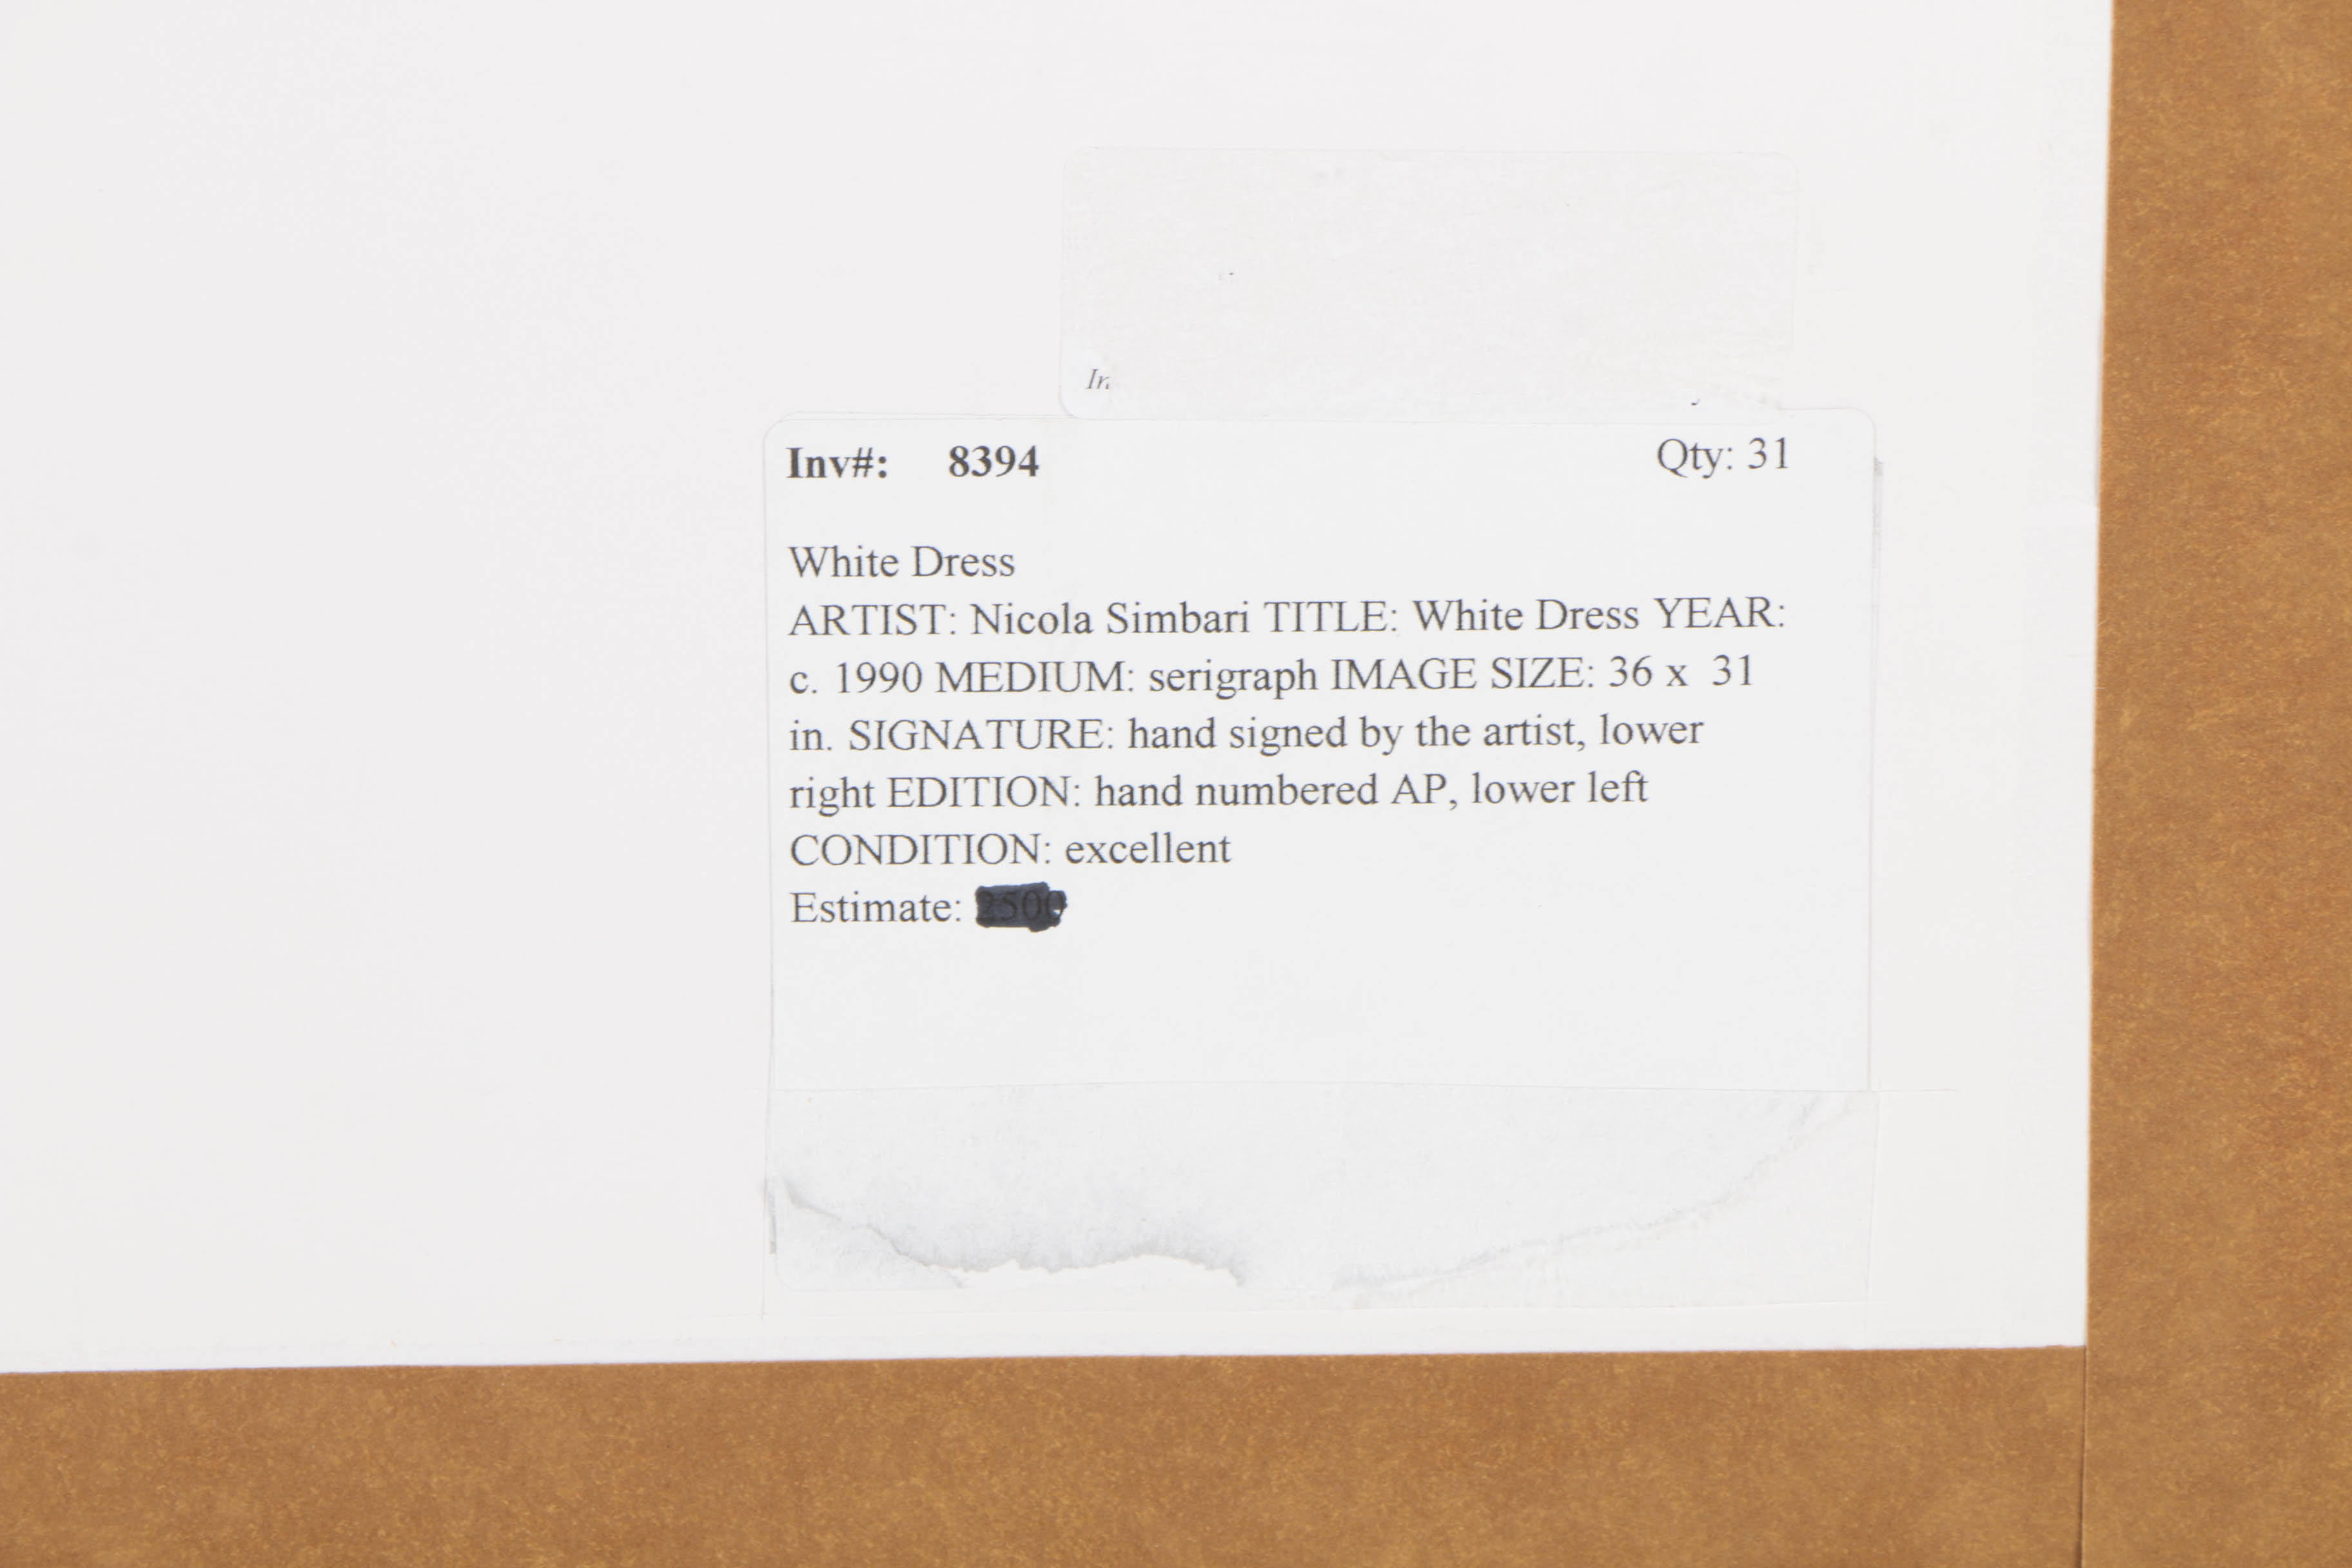 In
Inv#: 8394 Qty: 31
White Dress
ARTIST: Nicola Simbari TITLE: White Dress YEAR:
c. 1990 MEDIUM: serigraph IMAGE SIZE: 36 x 31
in. SIGNATURE: hand signed by the artist, lower
right EDITION: hand numbered AP, lower left
CONDITION: excellent
Estimate: 2500